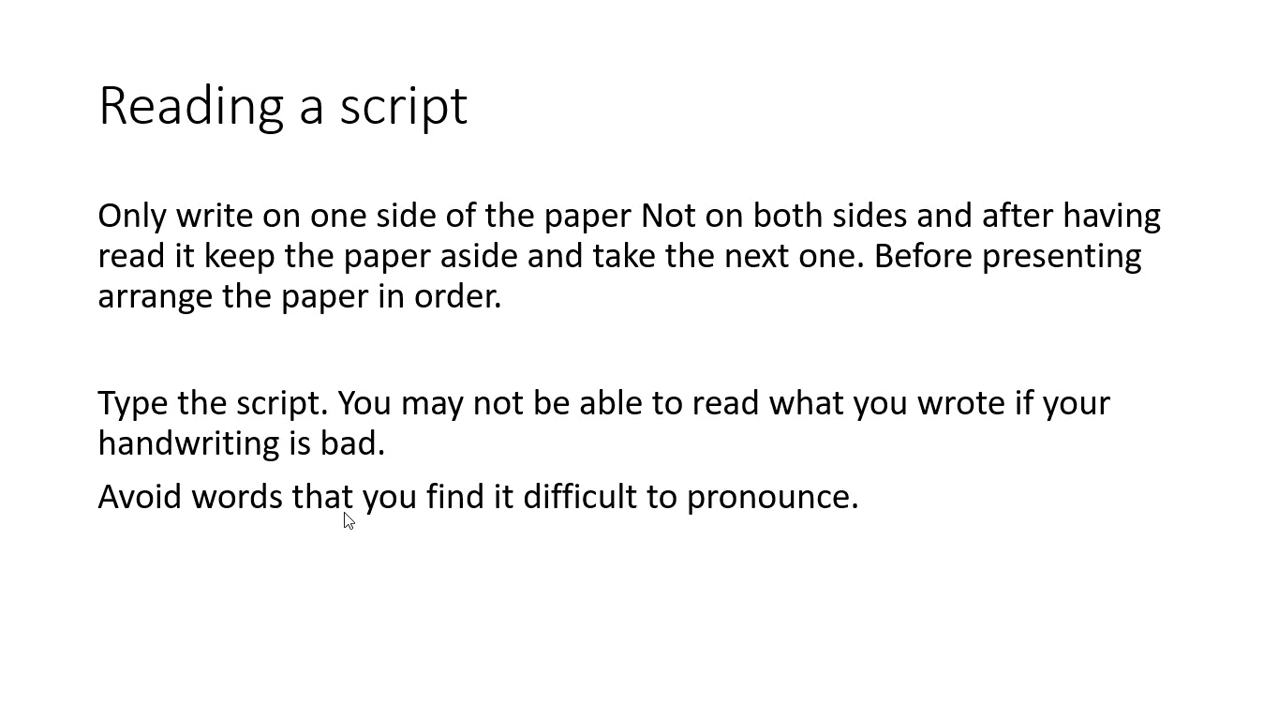 Reading a script
Only write on one side of the paper Not on both sides and after having
read it keep the paper aside and take the next one. Before presenting
arrange the paper in order.
Type the script. You may not be able to read what you wrote if your
handwriting is bad.
Avoid words that you find it difficult to pronounce.